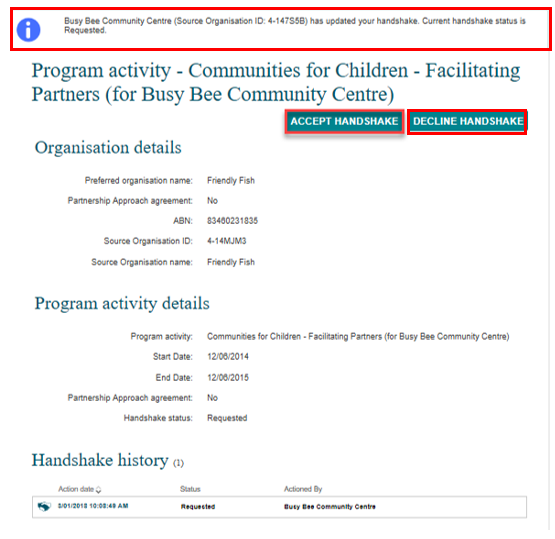 Busy Bee Community Centre (Source Organisation ID: 4-147S5B) has updated your handshake. Current handshake status is
Requested.
Program activity - Communities for Children - Facilitating
Partners (for Busy Bee Community Centre)
ACCEPT HANDSHAKE DECLINE HANDSHAKE
Organisation details
Preferred organisation name: Friendly Fish
Partnership Approach agreement: No
ABN: 83460231835
Source Organisation ID: 4-14MJM3
Source Organisation name: Friendly Fish
Program activity details
Program activity: Communities for Children - Facilitating Partners (for Busy Bee Community Centre)
Start Date: 12/06/2014
End Date: 12/06/2015
Partnership Approach agreement: No
Handshake status: Requested
Handshake history (1)
Action date Status Actioned By
3/01/2018 10:08:49 AM Requested Busy Bee Community Centre